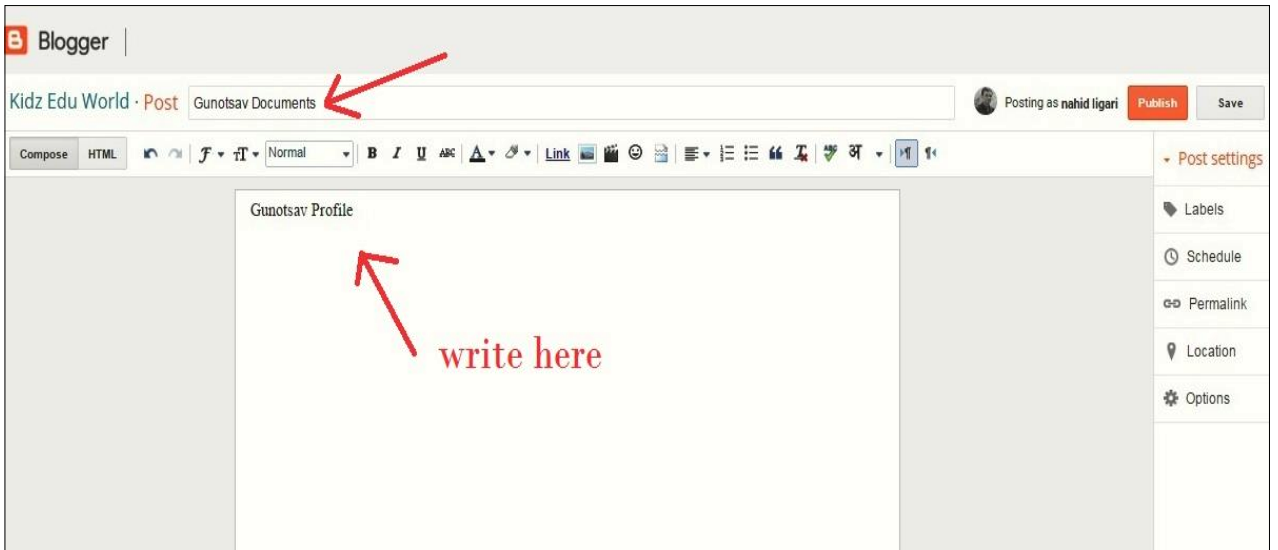 Blogger
Kidz Edu World · Post Gunotsav Documents Posting as nahid ligari Publish Save
Compose HTML Normal B I U ABC A Link अ Post settings
Gunotsav Profile
Labels
Schedule
Permalink
write here
Location
Options